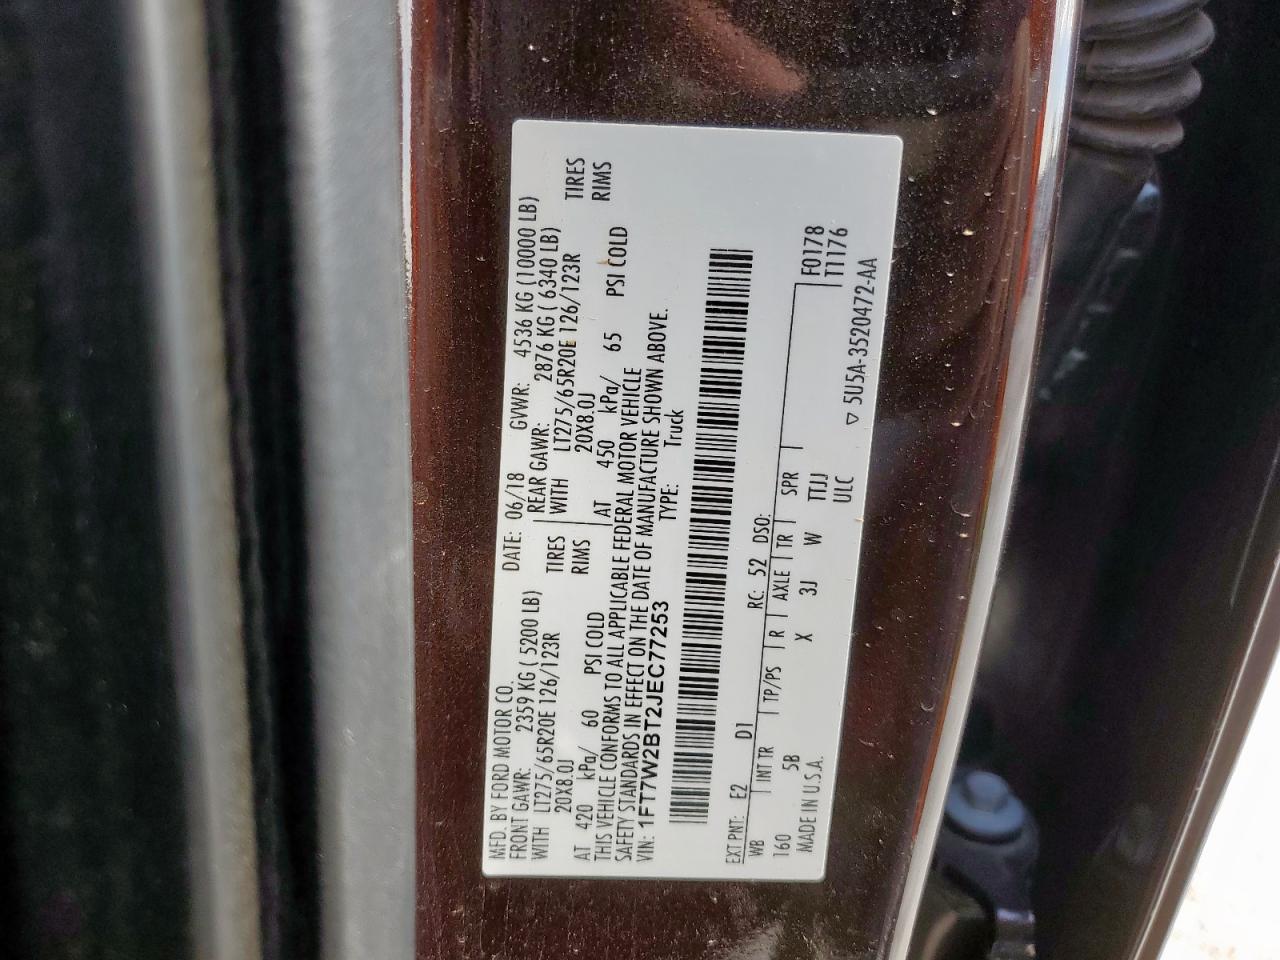 MFD. BY FORD MOTOR CO. DATE: 06/18 GVWR: 4536 KG (10000 LB)
FRONT GAWR: 2359 KG ( 5200 LB) REAR GAWR: 2876 KG ( 6340 LB)
WITH LT275/65R20E 126/123R TIRES WITH LT275/65R20E 126/123R TIRES
20X8.0J RIMS 20X8.0J RIMS
AT 420 kPa/ 60 PSI COLD AT 450 kPa/ 65 PSI COLD
THIS VEHICLE CONFORMS TO ALL APPLICABLE FEDERAL MOTOR VEHICLE
SAFETY STANDARDS IN EFFECT ON THE DATE OF MANUFACTURE SHOWN ABOVE.
VIN: 1FT7W2BT2JEC77253 TYPE: Truck
EXT PNT: E2 D1 RC: 52 DSO:
WB INT TR TP/PS R AXLE TR SPR F0178
160 5B X 3J W TTJJ T1176
MADE IN U.S.A. ULC ▽ 5U5A-3520472-AA